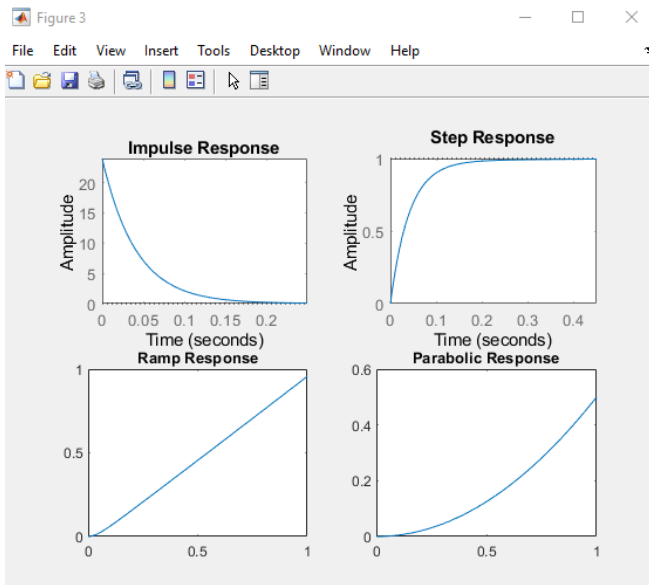 Figure 3
File Edit View Insert Tools Desktop Window Help
Impulse Response
Amplitude
20
15
10
5
0
0 0.05 0.1 0.15 0.2
Time (seconds)
Step Response
Amplitude
1
0.5
0
0 0.1 0.2 0.3 0.4
Time (seconds)
Ramp Response
1
0.5
0
0 0.5 1
Parabolic Response
0.6
0.4
0.2
0
0 0.5 1